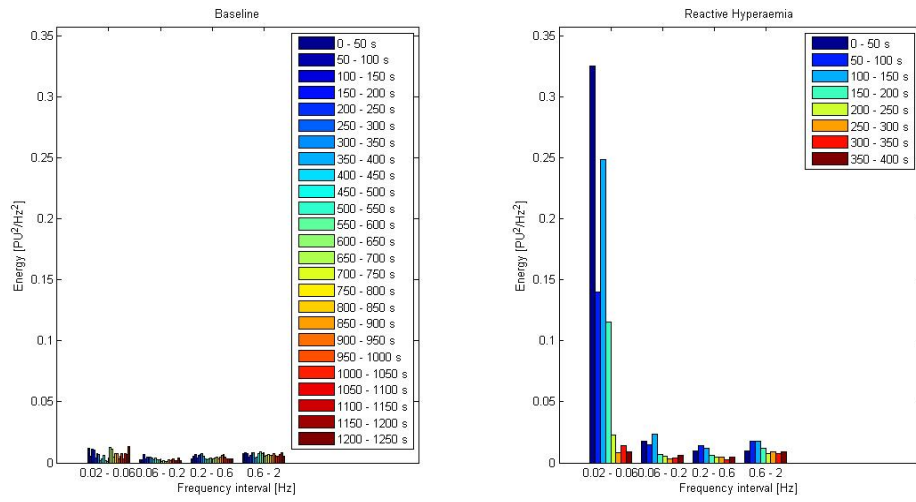 Baseline
0.35
0.3
0.25
0.2
0.15
0.1
0.05
0
Energy [PU²/Hz²]
0.02 - 0.06 0.06 - 0.2 0.2 - 0.6 0.6 - 2
Frequency interval [Hz]
0 - 50 s
50 - 100 s
100 - 150 s
150 - 200 s
200 - 250 s
250 - 300 s
300 - 350 s
350 - 400 s
400 - 450 s
450 - 500 s
500 - 550 s
550 - 600 s
600 - 650 s
650 - 700 s
700 - 750 s
750 - 800 s
800 - 850 s
850 - 900 s
900 - 950 s
950 - 1000 s
1000 - 1050 s
1050 - 1100 s
1100 - 1150 s
1150 - 1200 s
1200 - 1250 s
Reactive Hyperaemia
0.35
0.3
0.25
0.2
0.15
0.1
0.05
0
Energy [PU²/Hz²]
0.02 - 0.06 0.06 - 0.2 0.2 - 0.6 0.6 - 2
Frequency interval [Hz]
0 - 50 s
50 - 100 s
100 - 150 s
150 - 200 s
200 - 250 s
250 - 300 s
300 - 350 s
350 - 400 s